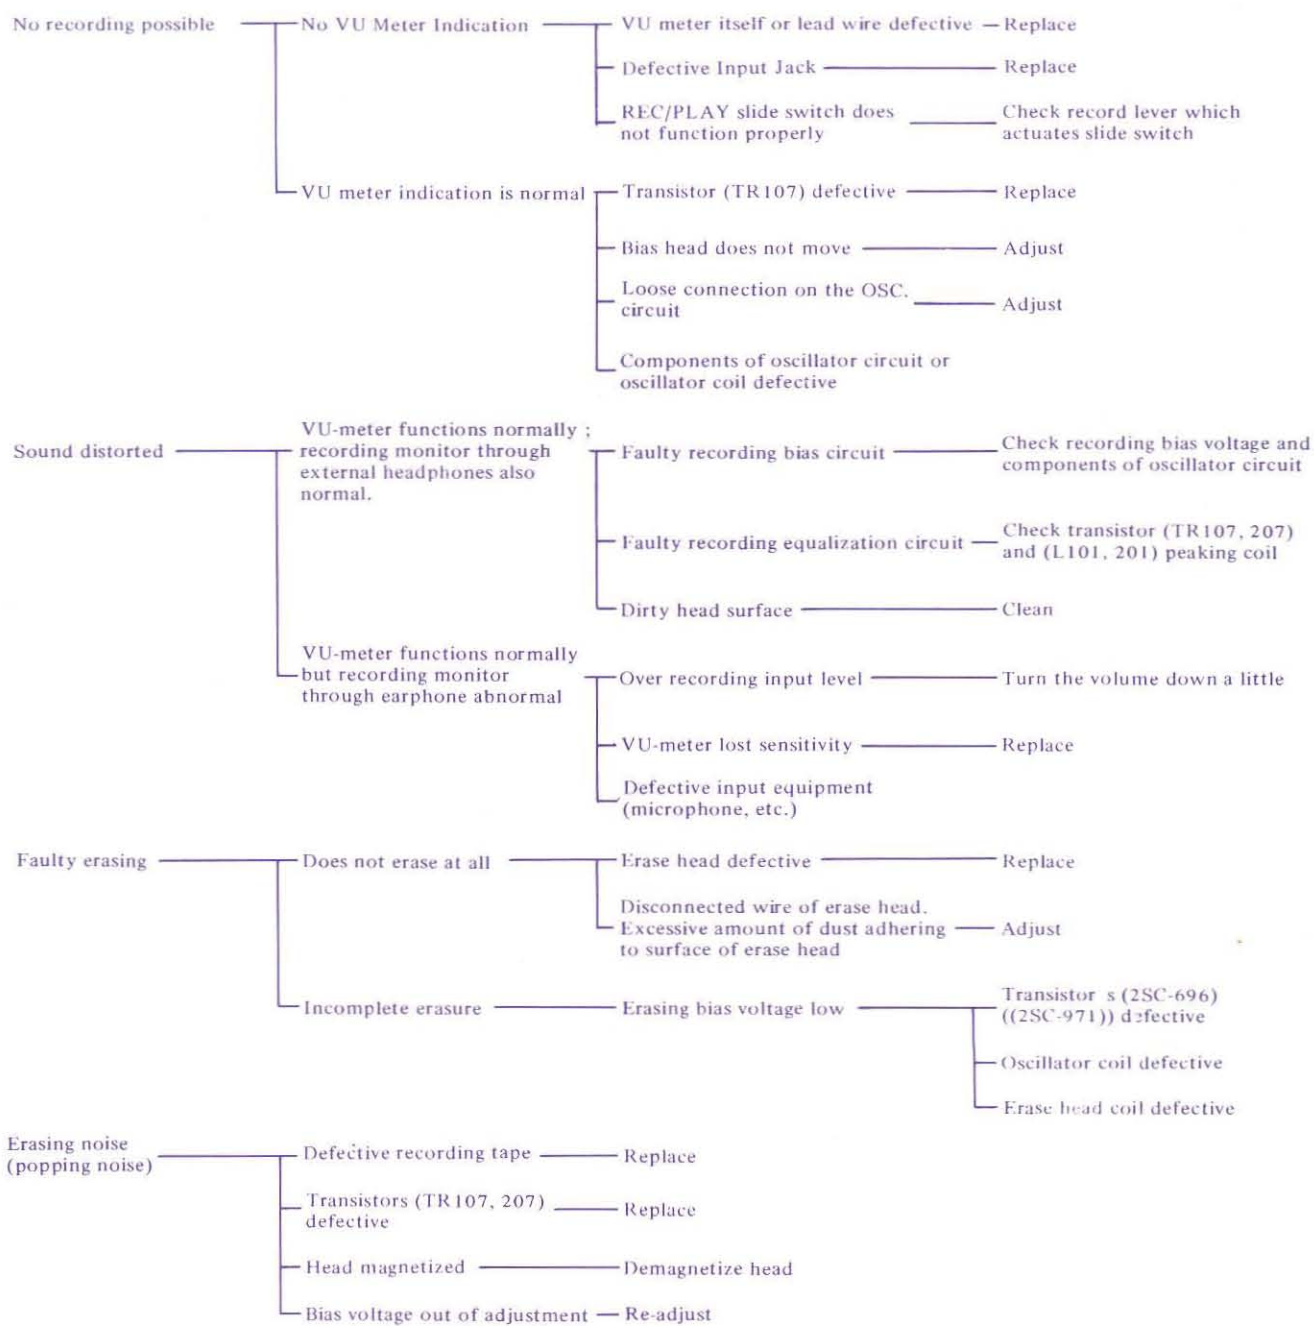 No recording possible
No VU Meter Indication
VU meter itself or lead wire defective
Replace
Defective Input Jack
Replace
REC/PLAY slide switch does
not function properly
Check record lever which
actuates slide switch
VU meter indication is normal
Transistor (TR107) defective
Replace
Bias head does not move
Adjust
Loose connection on the OSC.
circuit
Adjust
Components of oscillator circuit or
oscillator coil defective
Sound distorted
VU-meter functions normally ;
recording monitor through
external headphones also
normal.
Faulty recording bias circuit
Check recording bias voltage and
components of oscillator circuit
Faulty recording equalization circuit
Check transistor (TR107, 207)
and (L101, 201) peaking coil
Dirty head surface
Clean
VU-meter functions normally
but recording monitor
through earphone abnormal
Over recording input level
Turn the volume down a little
VU-meter lost sensitivity
Replace
Defective input equipment
(microphone, etc.)
Faulty erasing
Does not erase at all
Erase head defective
Replace
Disconnected wire of erase head.
Excessive amount of dust adhering
to surface of erase head
Adjust
Incomplete erasure
Erasing bias voltage low
Transistor s (2SC-696)
((2SC-971)) defective
Oscillator coil defective
Erase head coil defective
Erasing noise
(popping noise)
Defective recording tape
Replace
Transistors (TR107, 207)
defective
Replace
Head magnetized
Demagnetize head
Bias voltage out of adjustment
Re-adjust